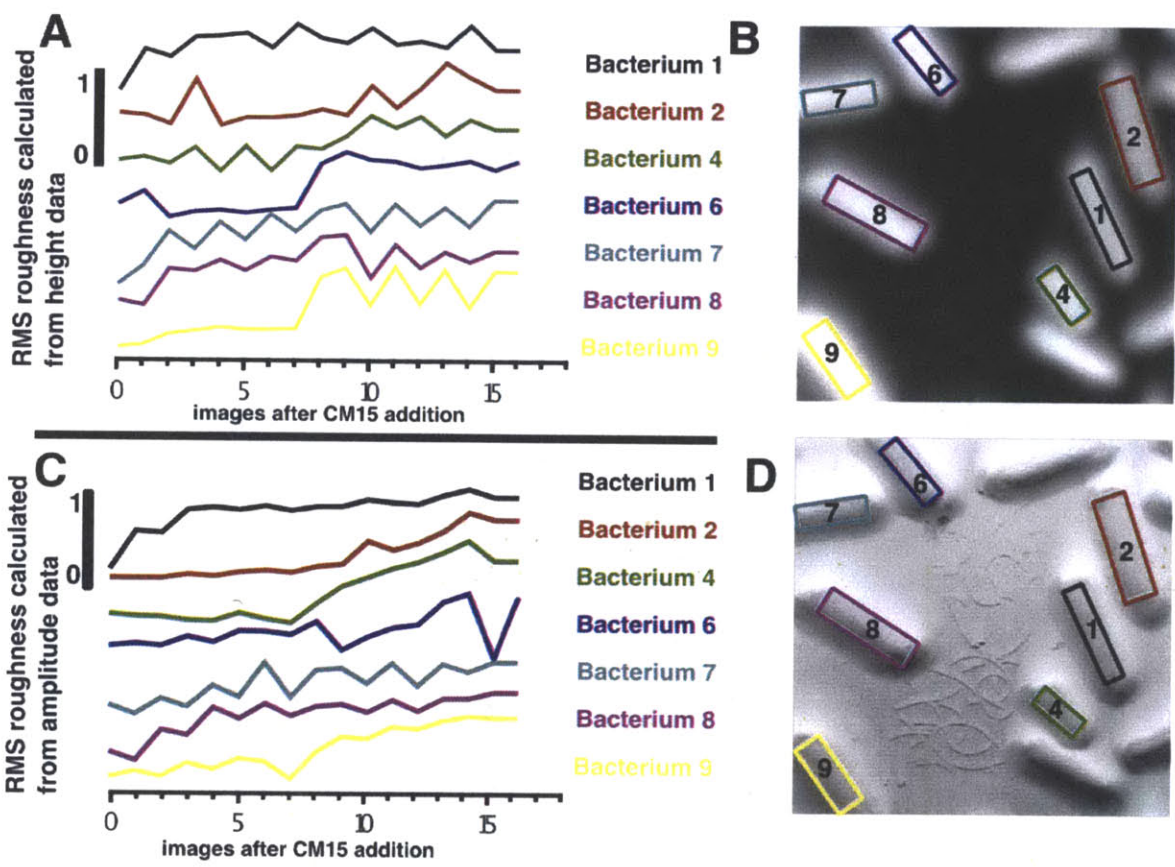 A
RMS roughness calculated
from height data
1
0
Bacterium 1
Bacterium 2
Bacterium 4
Bacterium 6
Bacterium 7
Bacterium 8
Bacterium 9
0 5 10 15
images after CM15 addition
B
6
7
2
8
1
4
9
C
RMS roughness calculated
from amplitude data
1
0
Bacterium 1
Bacterium 2
Bacterium 4
Bacterium 6
Bacterium 7
Bacterium 8
Bacterium 9
0 5 10 15
images after CM15 addition
D
6
7
2
8
1
4
9